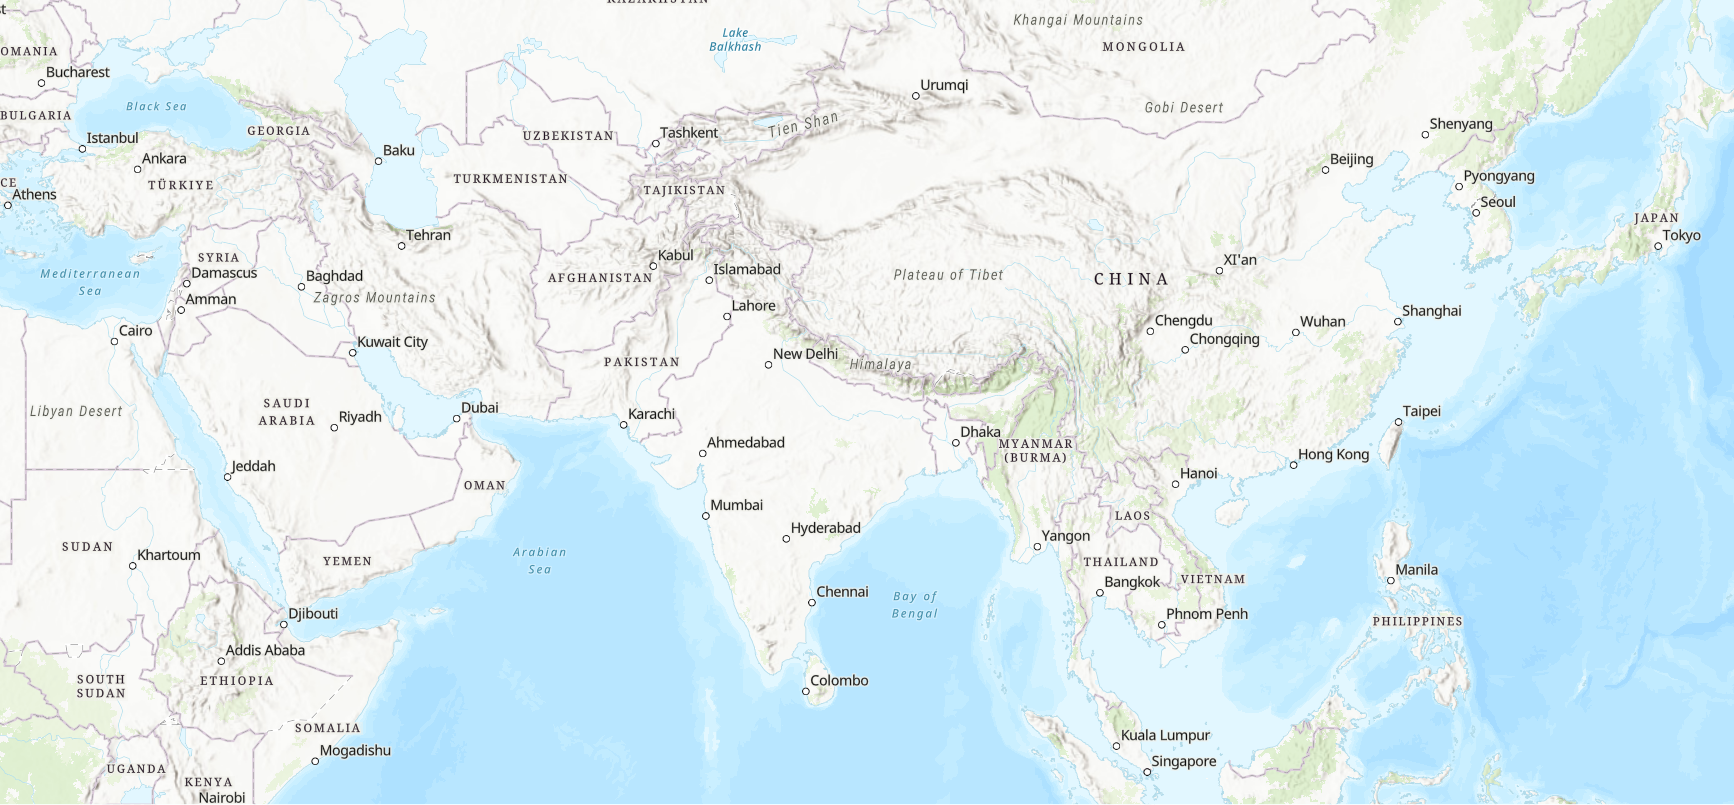 KAZAKHSTAN
Khangai Mountains
Lake
Balkhash
MONGOLIA
OMANIA
Bucharest
Urumqi
Black Sea
Gobi Desert
BULGARIA
Tien Shan
Shenyang
GEORGIA
UZBEKISTAN
Tashkent
Istanbul
Baku
Ankara
Beijing
TURKMENISTAN
Pyongyang
CE
TÜRKIYE
TAJIKISTAN
Athens
Seoul
JAPAN
Tehran
Tokyo
SYRIA
Kabul
XI'an
Mediterranean
Sea
Damascus
Baghdad
AFGHANISTAN
Islamabad
Plateau of Tibet
CHINA
Amman
Zagros Mountains
Lahore
Shanghai
Cairo
Chengdu
Wuhan
Kuwait City
Chongqing
New Delhi
PAKISTAN
Himalaya
SAUDI
ARABIA
Libyan Desert
Riyadh
Dubai
Karachi
Taipei
Dhaka
Ahmedabad
MYANMAR
(BURMA)
Hong Kong
Jeddah
Hanoi
OMAN
Mumbai
LAOS
Hyderabad
Yangon
SUDAN
Khartoum
Arabian
Sea
YEMEN
THAILAND
Manila
Bangkok
VIETNAM
Chennai
Bay of
Bengal
Djibouti
Phnom Penh
PHILIPPINES
Addis Ababa
SOUTH
SUDAN
ETHIOPIA
Colombo
SOMALIA
Kuala Lumpur
Mogadishu
Singapore
UGANDA
KENYA
Nairobi